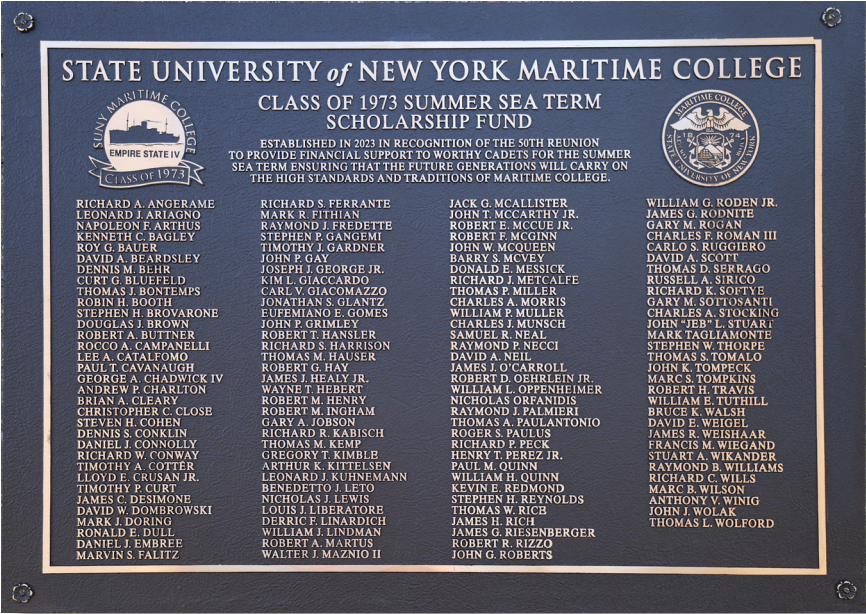 STATE UNIVERSITY of NEW YORK MARITIME COLLEGE
SUNY MARITIME COLLEGE
EMPIRE STATE IV
CLASS OF 1973
CLASS OF 1973 SUMMER SEA TERM
SCHOLARSHIP FUND
ESTABLISHED IN 2023 IN RECOGNITION OF THE 50TH REUNION
TO PROVIDE FINANCIAL SUPPORT TO WORTHY CADETS FOR THE SUMMER
SEA TERM ENSURING THAT THE FUTURE GENERATIONS WILL CARRY ON
THE HIGH STANDARDS AND TRADITIONS OF MARITIME COLLEGE.
MARITIME COLLEGE
1874
STATE UNIVERSITY OF NEW YORK
RICHARD A. ANGERAME
LEONARD J. ARIAGNO
NAPOLEON F. ARTHUS
KENNETH C. BAGLEY
ROY G. BAUER
DAVID A. BEARDSLEY
DENNIS M. BEHR
CURT G. BLUEFELD
THOMAS J. BONTEMPS
ROBIN H. BOOTH
STEPHEN H. BROVARONE
DOUGLAS J. BROWN
ROBERT A. BUTTNER
ROCCO A. CAMPANELLI
LEE A. CATALFOMO
PAUL T. CAVANAUGH
GEORGE A. CHADWICK IV
ANDREW P. CHARLTON
BRIAN A. CLEARY
CHRISTOPHER C. CLOSE
STEVEN H. COHEN
DENNIS S. CONKLIN
DANIEL J. CONNOLLY
RICHARD W. CONWAY
TIMOTHY A. COTTER
LLOYD E. CRUSAN JR.
TIMOTHY P. CURT
JAMES C. DESIMONE
DAVID W. DOMBROWSKI
MARK J. DORING
RONALD E. DULL
DANIEL J. EMBREE
MARVIN S. FALITZ
RICHARD S. FERRANTE
MARK R. FITHIAN
RAYMOND J. FREDETTE
STEPHEN P. GANGEMI
TIMOTHY J. GARDNER
JOHN P. GAY
JOSEPH J. GEORGE JR.
KIM L. GIACCARDO
CARL V. GIACOMAZZO
JONATHAN S. GLANTZ
EUFEMIANO E. GOMES
JOHN P. GRIMLEY
ROBERT T. HANSLER
RICHARD S. HARRISON
THOMAS M. HAUSER
ROBERT G. HAY
JAMES J. HEALY JR.
WAYNE T. HEBERT
ROBERT M. HENRY
ROBERT M. INGHAM
GARY A. JOBSON
RICHARD R. KABISCH
THOMAS M. KEMP
GREGORY T. KIMBLE
ARTHUR K. KITTELSEN
LEONARD J. KUHNEMANN
BENEDETTO J. LETO
NICHOLAS J. LEWIS
LOUIS J. LIBERATORE
DERRIC F. LINARDICH
WILLIAM J. LINDMAN
ROBERT A. MARTUS
WALTER J. MAZNIO II
JACK G. MCALLISTER
JOHN T. MCCARTHY JR.
ROBERT E. MCCUE JR.
ROBERT F. MCGINN
JOHN W. MCQUEEN
BARRY S. MCVEY
DONALD E. MESSICK
RICHARD J. METCALFE
THOMAS P. MILLER
CHARLES A. MORRIS
WILLIAM P. MULLER
CHARLES J. MUNSCH
SAMUEL R. NEAL
RAYMOND P. NECCI
DAVID A. NEIL
JAMES J. O'CARROLL
ROBERT D. OEHRLEIN JR.
WILLIAM L. OPPENHEIMER
NICHOLAS ORFANIDIS
RAYMOND J. PALMIERI
THOMAS A. PAULANTONIO
ROGER S. PAULUS
RICHARD P. PECK
HENRY T. PEREZ JR.
PAUL M. QUINN
WILLIAM H. QUINN
KEVIN E. REDMOND
STEPHEN H. REYNOLDS
THOMAS W. RICE
JAMES H. RICH
JAMES G. RIESENBERGER
ROBERT R. RIZZO
JOHN G. ROBERTS
WILLIAM G. RODEN JR.
JAMES G. RODNITE
GARY M. ROGAN
CHARLES F. ROMAN III
CARLO S. RUGGIERO
DAVID A. SCOTT
THOMAS D. SERRAGO
RUSSELL A. SIRICO
RICHARD K. SOFTYE
GARY M. SOTTOSANTI
CHARLES A. STOCKING
JOHN "JEB" L. STUART
MARK TAGLIAMONTE
STEPHEN W. THORPE
THOMAS S. TOMALO
JOHN K. TOMPECK
MARC S. TOMPKINS
ROBERT H. TRAVIS
WILLIAM E. TUTHILL
BRUCE K. WALSH
DAVID E. WEIGEL
JAMES R. WEISHAAR
FRANCIS M. WIEGAND
STUART A. WIKANDER
RAYMOND B. WILLIAMS
RICHARD C. WILLS
MARC B. WILSON
ANTHONY V. WINIG
JOHN J. WOLAK
THOMAS L. WOLFORD